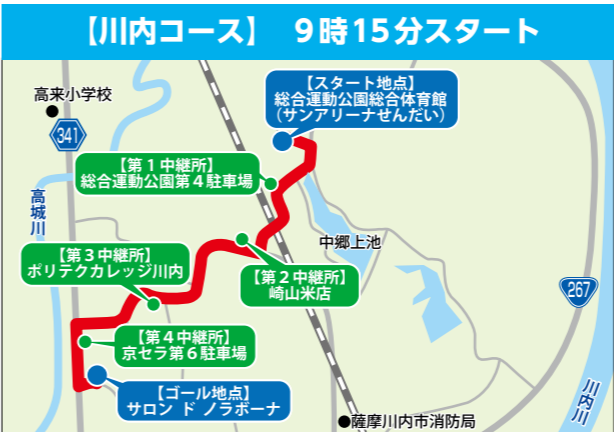 【川内コース】 9時15分スタート
【スタート地点】
総合運動公園総合体育館
(サンアリーナせんだい)
高来小学校
341
【第1中継所】
総合運動公園第4駐車場
高城川
中郷上池
【第3中継所】
ポリテクカレッジ川内
【第2中継所】
崎山米店
267
【第4中継所】
京セラ第6駐車場
【ゴール地点】
サロン ド ノラボーナ
川内川
●薩摩川内市消防局